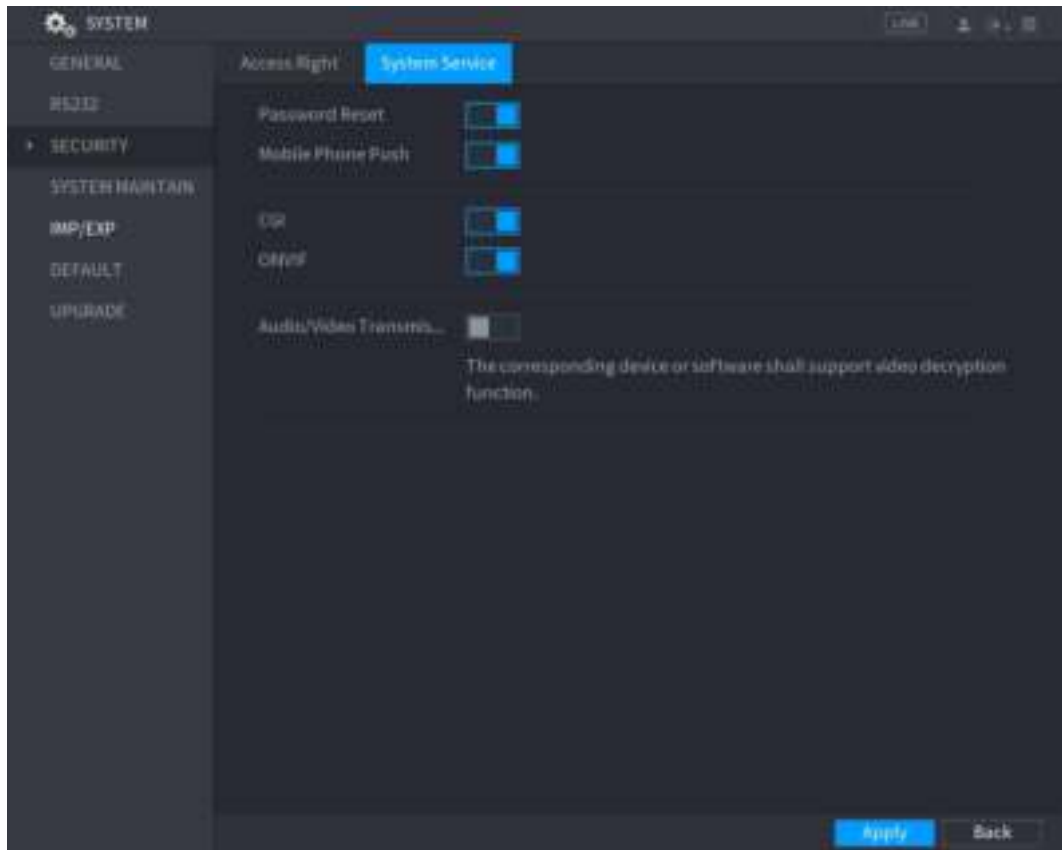 SYSTEM
LIVE
GENERAL
Access Right
System Service
RS232
Password Reset
SECURITY
Mobile Phone Push
SYSTEM MAINTAIN
IMP/EXP
CGI
DEFAULT
ONVIF
UPGRADE
Audio/Video Transmis...
The corresponding device or software shall support video decryption
function.
Apply
Back